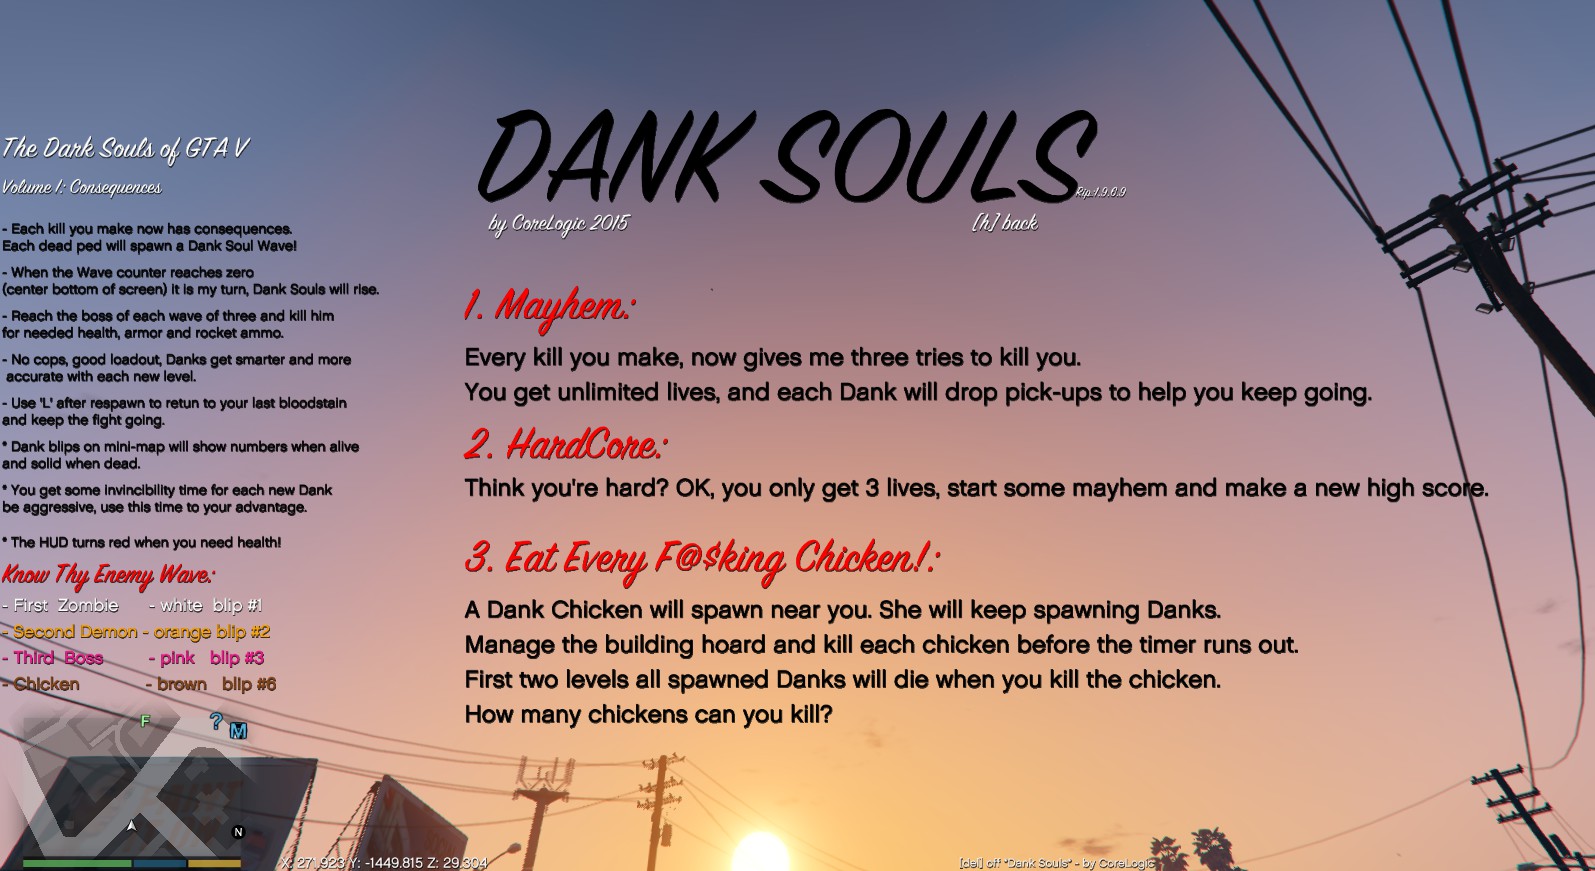 DANK SOULS
Rip:1.9.6.9
by CoreLogic 2015
[h] back
The Dark Souls of GTA V
Volume 1: Consequences
- Each kill you make now has consequences.
Each dead ped will spawn a Dank Soul Wave!
- When the Wave counter reaches zero
(center bottom of screen) it is my turn, Dank Souls will rise.
- Reach the boss of each wave of three and kill him
for needed health, armor and rocket ammo.
- No cops, good loadout, Danks get smarter and more
accurate with each new level.
- Use 'L' after respawn to retun to your last bloodstain
and keep the fight going.
* Dank blips on mini-map will show numbers when alive
and solid when dead.
* You get some invincibility time for each new Dank
be aggressive, use this time to your advantage.
* The HUD turns red when you need health!
Know Thy Enemy Wave:
- First Zombie - white blip #1
- Second Demon - orange blip #2
- Third Boss - pink blip #3
- Chicken - brown blip #6
1. Mayhem:
Every kill you make, now gives me three tries to kill you.
You get unlimited lives, and each Dank will drop pick-ups to help you keep going.
2. HardCore:
Think you're hard? OK, you only get 3 lives, start some mayhem and make a new high score.
3. Eat Every F@$king Chicken!:
A Dank Chicken will spawn near you. She will keep spawning Danks.
Manage the building hoard and kill each chicken before the timer runs out.
First two levels all spawned Danks will die when you kill the chicken.
How many chickens can you kill?
F ? M
N
X: 271.923 Y: -1449.815 Z: 29.304
[del] off "Dank Souls" - by CoreLogic